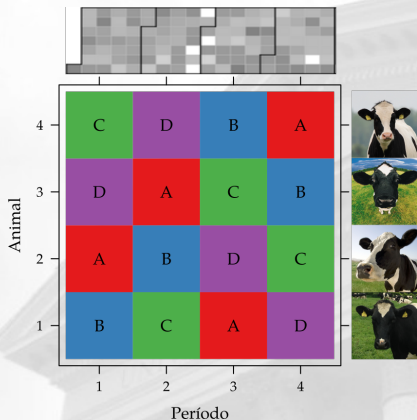 4 C D B A
3 D A C B
2 A B D C
1 B C A D
1 2 3 4
Animal
Período